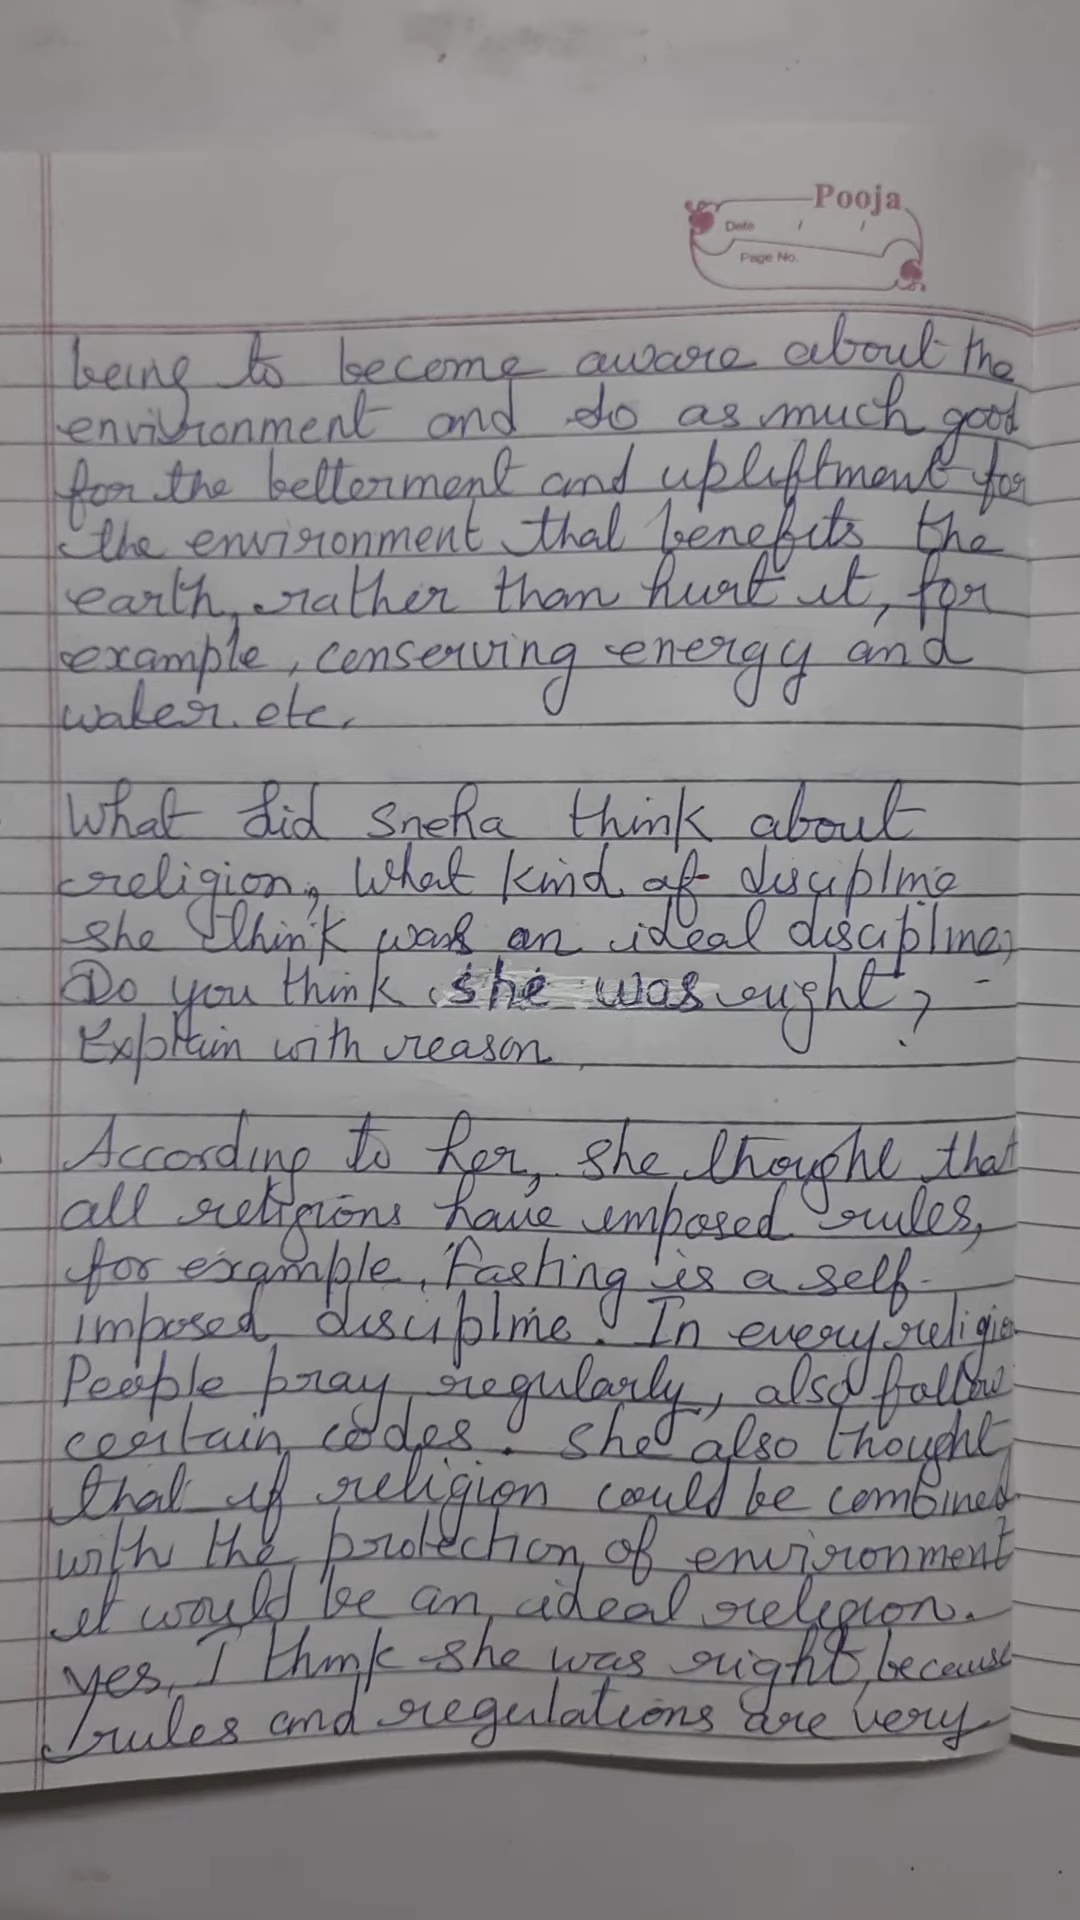 Pooja
Date / /
Page No.
being to become aware about the
environment and do as much good
for the betterment and upliftment for
the environment that benefits the
earth, rather than hurt it, for
example, conserving energy and
water. etc.
What did Sneha think about
religion, What kind of discipline
she think was an ideal discipline,
Do you think she was right ?
Explain with reason
According to her, she thought that
all religions have imposed rules,
for example, Fasting is a self-
imposed discipline. In every religio
People pray regularly, also follow
certain codes. She also thought
that if religion could be combined
with the protection of environment
it would be an ideal religion.
yes, I think she was right, because
rules and regulations are very